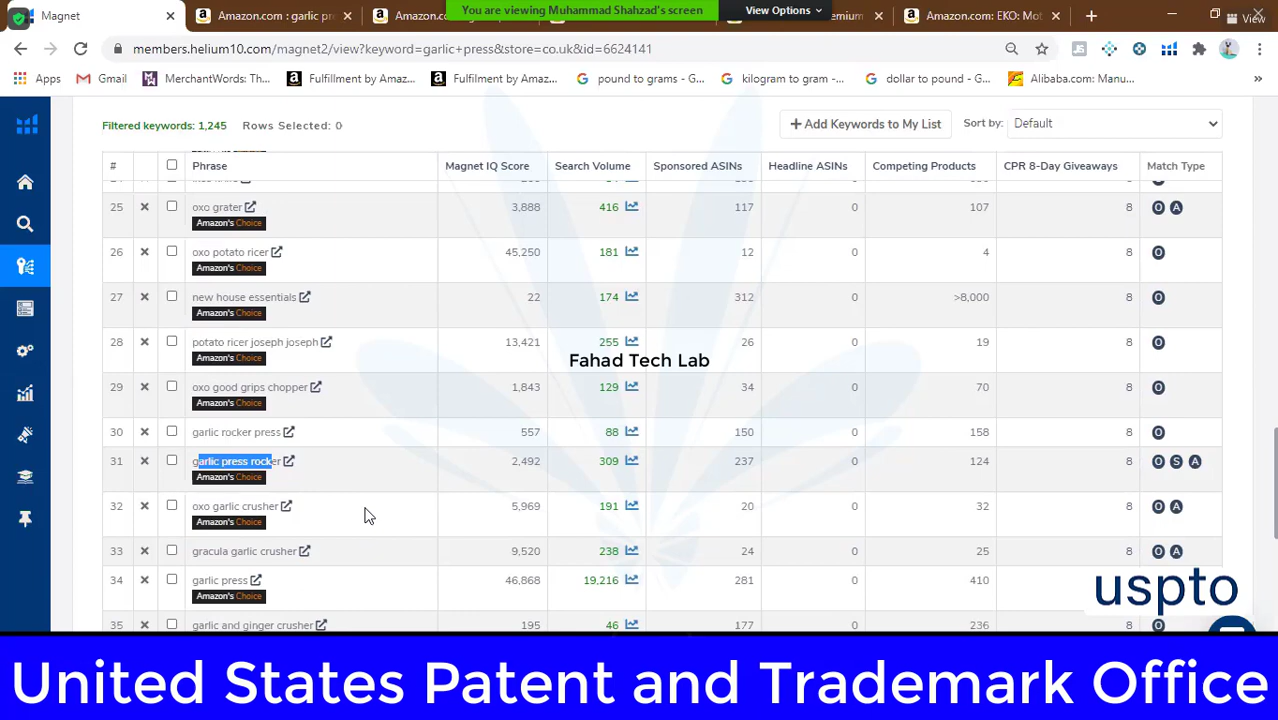 Magnet
Amazon.com : garlic pr
You are viewing Muhammad Shahzad's screen
View Options
Amazon.com: EKO: Mot
View
members.helium10.com/magnet2/view?keyword=garlic+press&store=co.uk&id=6624141
Apps
Gmail
MerchantWords: Th...
Fulfillment by Amaz...
Fulfilment by Amaz...
pound to grams - G...
kilogram to gram -...
dollar to pound - G...
Alibaba.com: Manu...
Filtered keywords: 1,245 Rows Selected: 0
Add Keywords to My List
Sort by: Default
# Phrase Magnet IQ Score Search Volume Sponsored ASINs Headline ASINs Competing Products CPR 8-Day Giveaways Match Type
25 oxo grater 3,888 416 117 0 107 8 O A
Amazon's Choice
26 oxo potato ricer 45,250 181 12 0 4 8 O
Amazon's Choice
27 new house essentials 22 174 312 0 >8,000 8 O
Amazon's Choice
28 potato ricer joseph joseph 13,421 255 26 0 19 8 O
Amazon's Choice
Fahad Tech Lab
29 oxo good grips chopper 1,843 129 34 0 70 8 O
Amazon's Choice
30 garlic rocker press 557 88 150 0 158 8 O
31 garlic press rocker 2,492 309 237 0 124 8 O S A
Amazon's Choice
32 oxo garlic crusher 5,969 191 20 0 32 8 O A
Amazon's Choice
33 gracula garlic crusher 9,520 238 24 0 25 8 O A
34 garlic press 46,868 19,216 281 0 410
Amazon's Choice
uspto
35 garlic and ginger crusher 195 46 177 0 236
United States Patent and Trademark Office